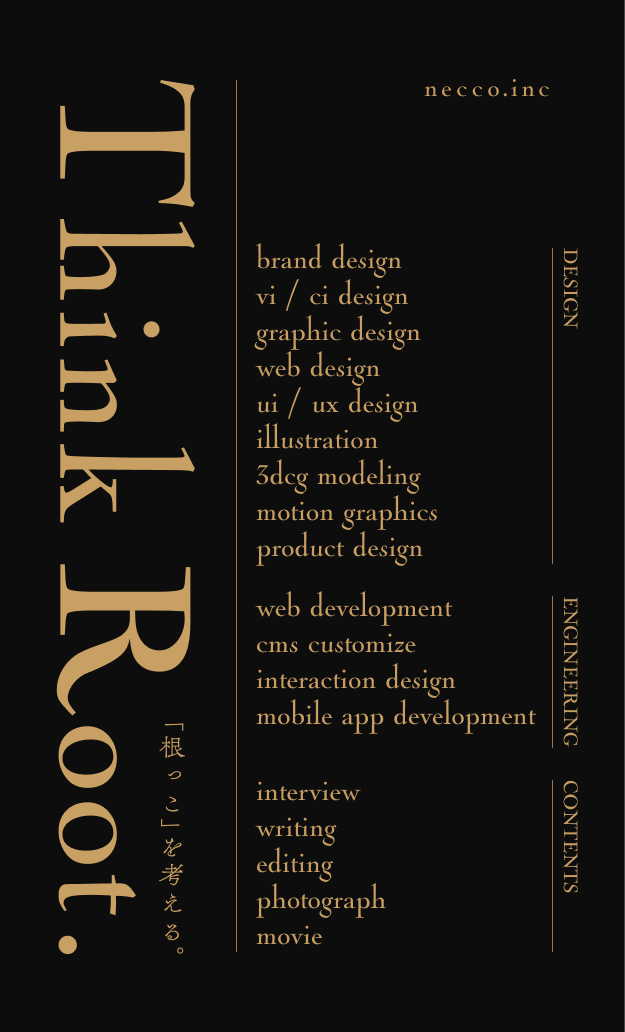 Think Root.
「根っこ」を考える。
necco.inc
DESIGN
brand design
vi / ci design
graphic design
web design
ui / ux design
illustration
3dcg modeling
motion graphics
product design
ENGINEERING
web development
cms customize
interaction design
mobile app development
CONTENTS
interview
writing
editing
photograph
movie